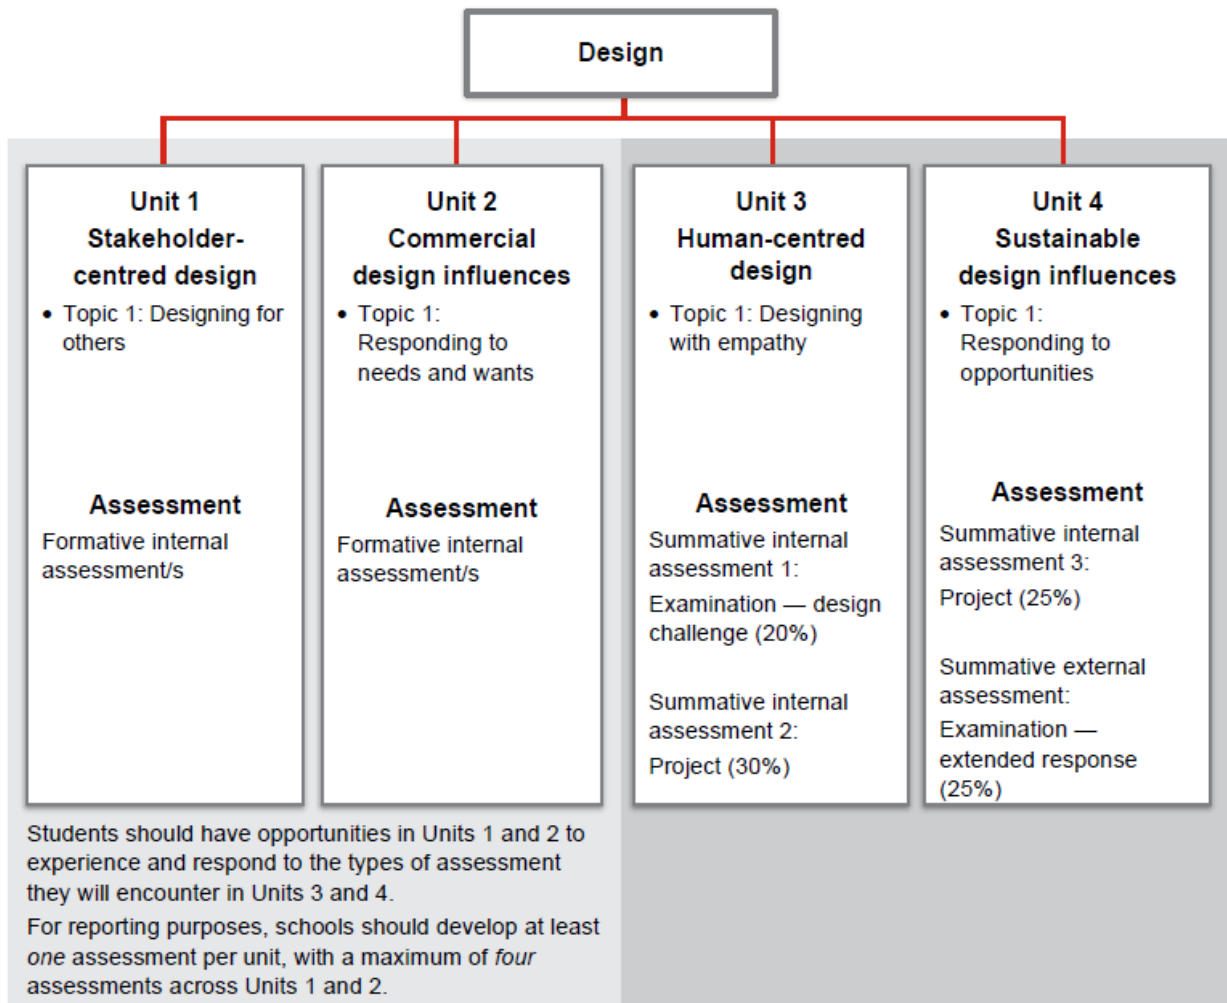 Design
Unit 1
Stakeholder-
centred design
• Topic 1: Designing for
others
Assessment
Formative internal
assessment/s
Unit 2
Commercial
design influences
• Topic 1:
Responding to
needs and wants
Assessment
Formative internal
assessment/s
Unit 3
Human-centred
design
• Topic 1: Designing
with empathy
Assessment
Summative internal
assessment 1:
Examination — design
challenge (20%)
Summative internal
assessment 2:
Project (30%)
Unit 4
Sustainable
design influences
• Topic 1:
Responding to
opportunities
Assessment
Summative internal
assessment 3:
Project (25%)
Summative external
assessment:
Examination —
extended response
(25%)
Students should have opportunities in Units 1 and 2 to
experience and respond to the types of assessment
they will encounter in Units 3 and 4.
For reporting purposes, schools should develop at least
one assessment per unit, with a maximum of four
assessments across Units 1 and 2.